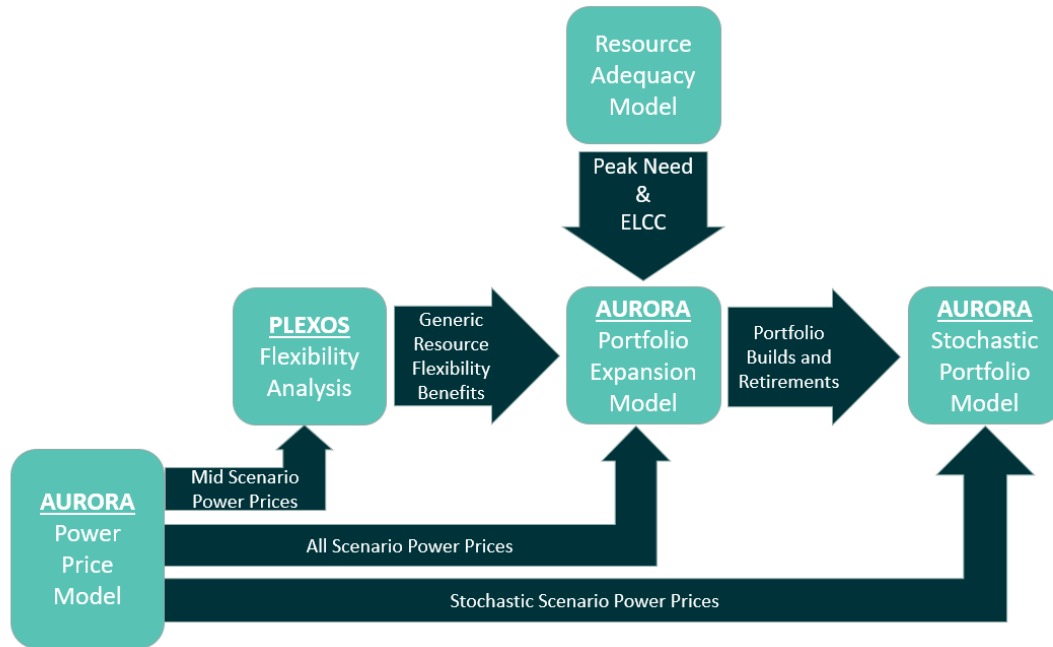 Resource
Adequacy
Model
Peak Need
&
ELCC
PLEXOS
Flexibility
Analysis
Generic
Resource
Flexibility
Benefits
AURORA
Portfolio
Expansion
Model
Portfolio
Builds and
Retirements
AURORA
Stochastic
Portfolio
Model
AURORA
Power
Price
Model
Mid Scenario
Power Prices
All Scenario Power Prices
Stochastic Scenario Power Prices